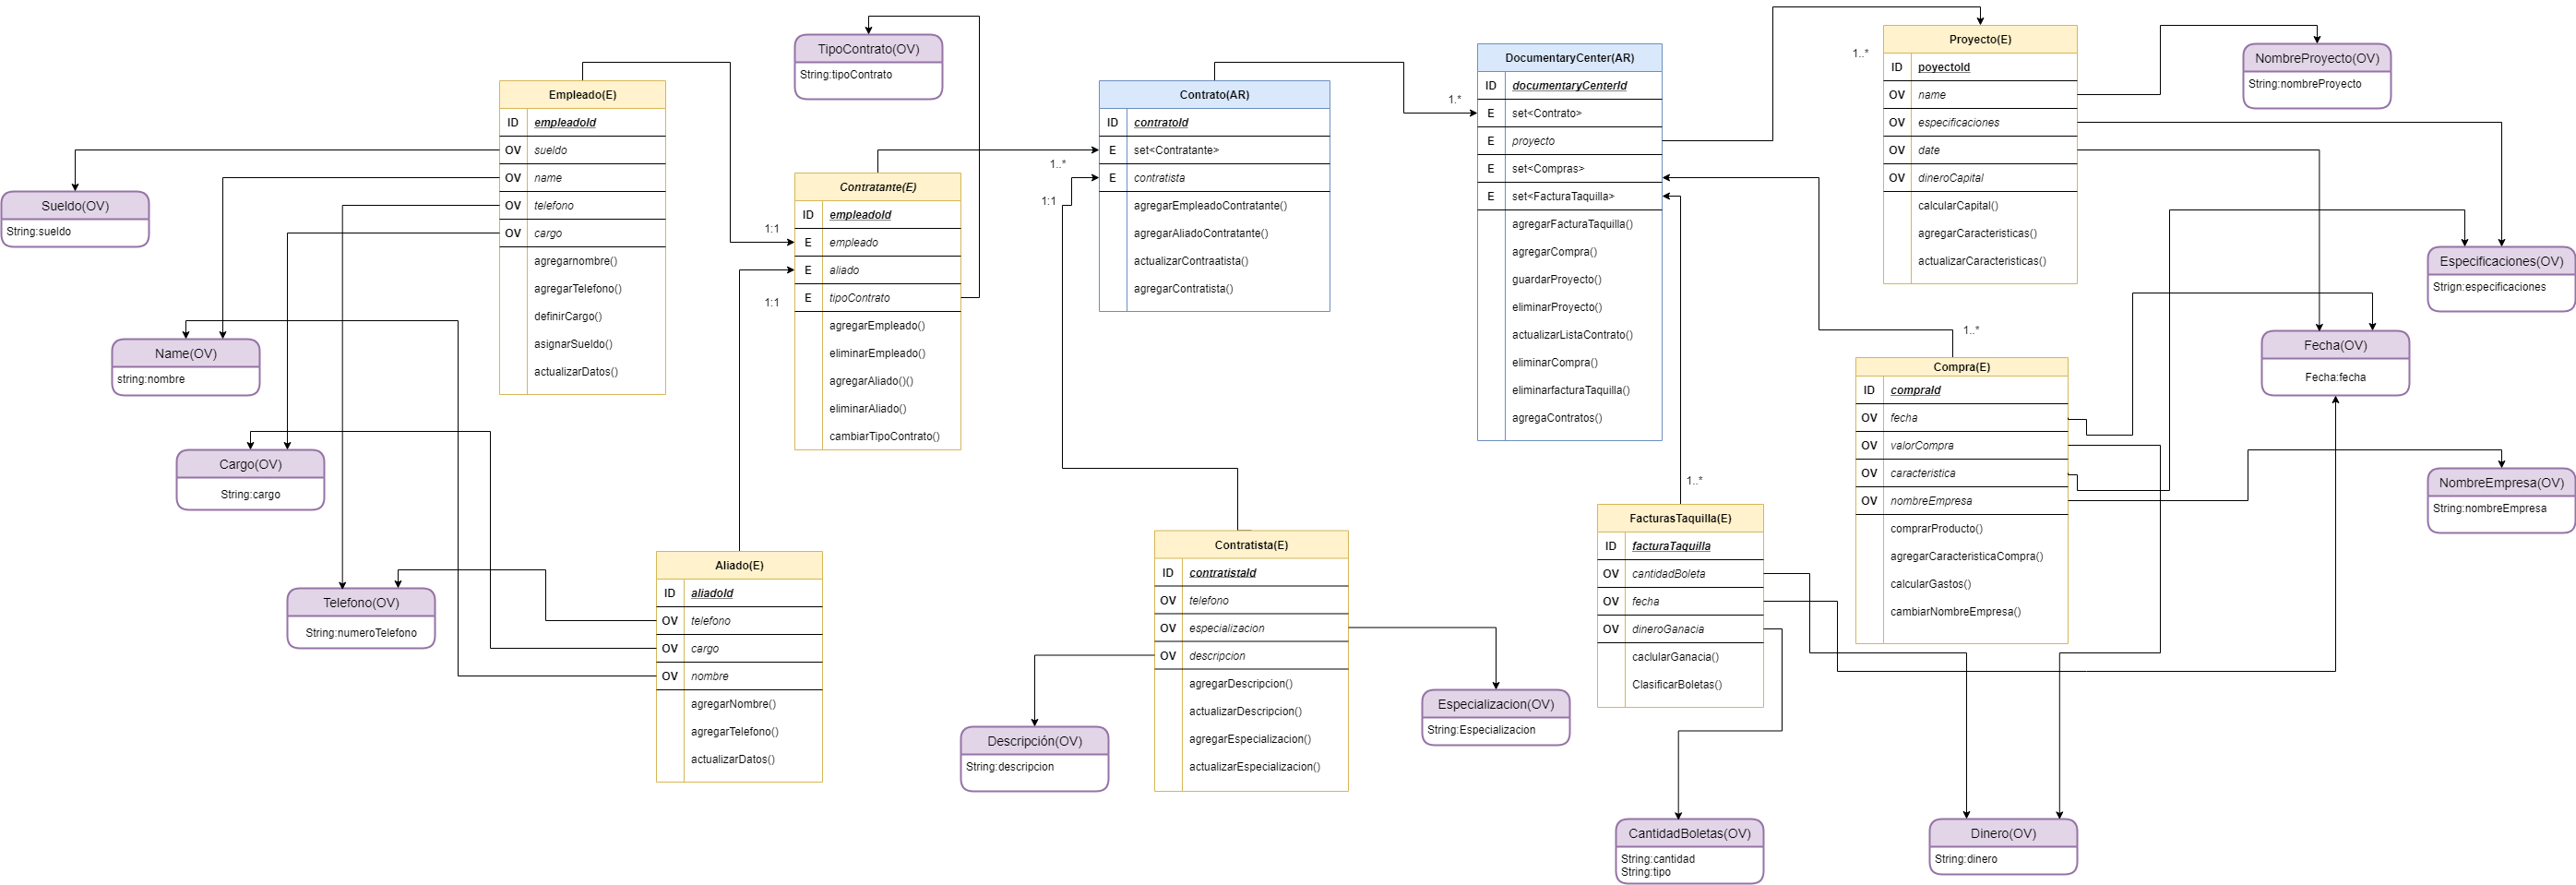 TipoContrato(OV)
String:tipoContrato
Empleado(E)
ID empleadoId
OV sueldo
OV name
OV telefono
OV cargo
agregarnombre()
agregarTelefono()
definirCargo()
asignarSueldo()
actualizarDatos()
Sueldo(OV)
String:sueldo
Name(OV)
string:nombre
Cargo(OV)
String:cargo
Telefono(OV)
String:numeroTelefono
1:1
1:1
Contratante(E)
ID empleadoId
E empleado
E aliado
E tipoContrato
agregarEmpleado()
eliminarEmpleado()
agregarAliado()()
eliminarAliado()
cambiarTipoContrato()
Aliado(E)
ID aliadoId
OV telefono
OV cargo
OV nombre
agregarNombre()
agregarTelefono()
actualizarDatos()
1..*
1:1
Contrato(AR)
ID contratoId
E set<Contratante>
E contratista
agregarEmpleadoContratante()
agregarAliadoContratante()
actualizarContraatista()
agregarContratista()
Contratista(E)
ID contratistaId
OV telefono
OV especializacion
OV descripcion
agregarDescripcion()
actualizarDescripcion()
agregarEspecializacion()
actualizarEspecializacion()
Descripción(OV)
String:descripcion
Especializacion(OV)
String:Especializacion
1.*
DocumentaryCenter(AR)
ID documentaryCenterId
E set<Contrato>
E proyecto
E set<Compras>
E set<FacturaTaquilla>
agregarFacturaTaquilla()
agregarCompra()
guardarProyecto()
eliminarProyecto()
actualizarListaContrato()
eliminarCompra()
eliminarfacturaTaquilla()
agregaContratos()
1..*
FacturasTaquilla(E)
ID facturaTaquilla
OV cantidadBoleta
OV fecha
OV dineroGanacia
caclularGanacia()
ClasificarBoletas()
CantidadBoletas(OV)
String:cantidad
String:tipo
1..*
Proyecto(E)
ID poyectoId
OV name
OV especificaciones
OV date
OV dineroCapital
calcularCapital()
agregarCaracteristicas()
actualizarCaracteristicas()
1..*
Compra(E)
ID compraId
OV fecha
OV valorCompra
OV caracteristica
OV nombreEmpresa
comprarProducto()
agregarCaracteristicaCompra()
calcularGastos()
cambiarNombreEmpresa()
Dinero(OV)
String:dinero
NombreProyecto(OV)
String:nombreProyecto
Especificaciones(OV)
Strign:especificaciones
Fecha(OV)
Fecha:fecha
NombreEmpresa(OV)
String:nombreEmpresa